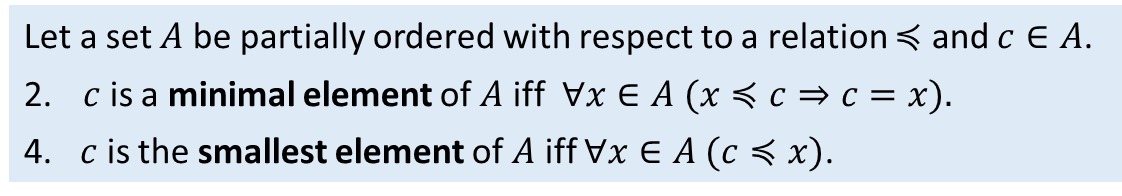 Let a set A be partially ordered with respect to a relation ≼ and c ∈ A.
2. c is a minimal element of A iff ∀x ∈ A (x ≼ c ⇒ c = x).
4. c is the smallest element of A iff ∀x ∈ A (c ≼ x).